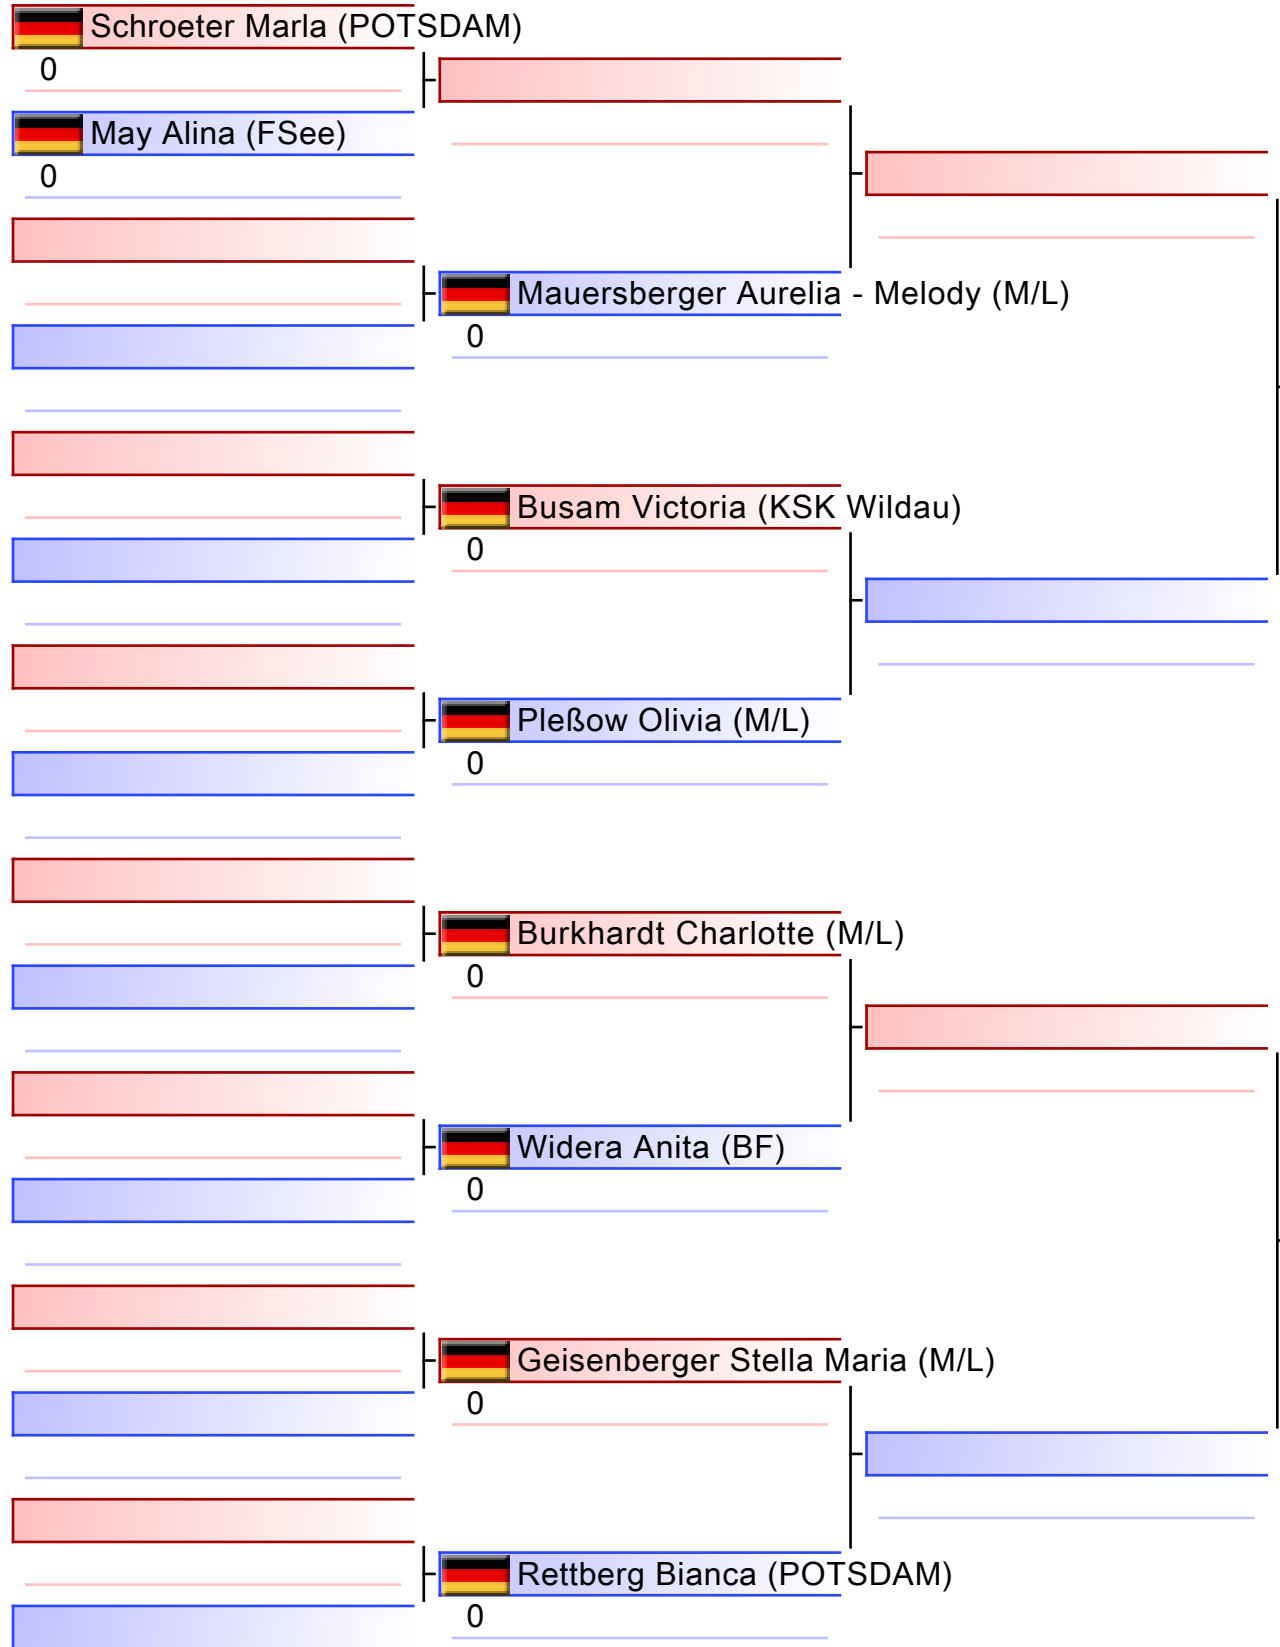 Schroeter Marla (POTSDAM)
0
May Alina (FSee)
0
Mauersberger Aurelia - Melody (M/L)
0
Busam Victoria (KSK Wildau)
0
Pleßow Olivia (M/L)
0
Burkhardt Charlotte (M/L)
0
Widera Anita (BF)
0
Geisenberger Stella Maria (M/L)
0
Rettberg Bianca (POTSDAM)
0